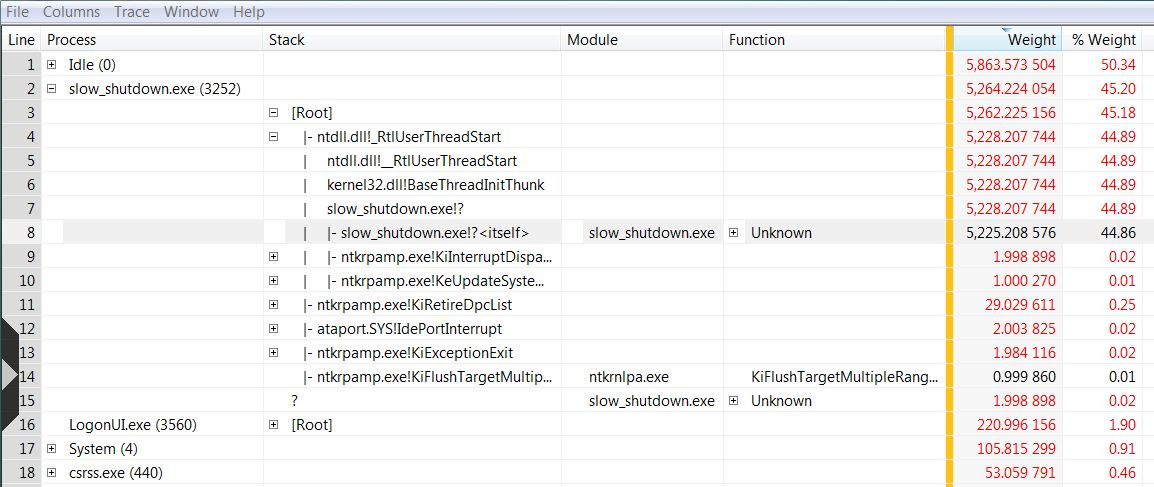 File Columns Trace Window Help
Line Process Stack Module Function Weight % Weight
1 Idle (0) 5,863.573 504 50.34
2 slow_shutdown.exe (3252) 5,264.224 054 45.20
3 [Root] 5,262.225 156 45.18
4 |- ntdll.dll!_RtlUserThreadStart 5,228.207 744 44.89
5 | ntdll.dll!__RtlUserThreadStart 5,228.207 744 44.89
6 | kernel32.dll!BaseThreadInitThunk 5,228.207 744 44.89
7 | slow_shutdown.exe!? 5,228.207 744 44.89
8 | |- slow_shutdown.exe!?<itself> slow_shutdown.exe Unknown 5,225.208 576 44.86
9 | |- ntkrpamp.exe!KiInterruptDispa... 1.998 898 0.02
10 | |- ntkrpamp.exe!KeUpdateSyste... 1.000 270 0.01
11 |- ntkrpamp.exe!KiRetireDpcList 29.029 611 0.25
12 |- ataport.SYS!IdePortInterrupt 2.003 825 0.02
13 |- ntkrpamp.exe!KiExceptionExit 1.984 116 0.02
14 |- ntkrpamp.exe!KiFlushTargetMultip... ntkrnlpa.exe KiFlushTargetMultipleRang... 0.999 860 0.01
15 ? slow_shutdown.exe Unknown 1.998 898 0.02
16 LogonUI.exe (3560) [Root] 220.996 156 1.90
17 System (4) 105.815 299 0.91
18 csrss.exe (440) 53.059 791 0.46